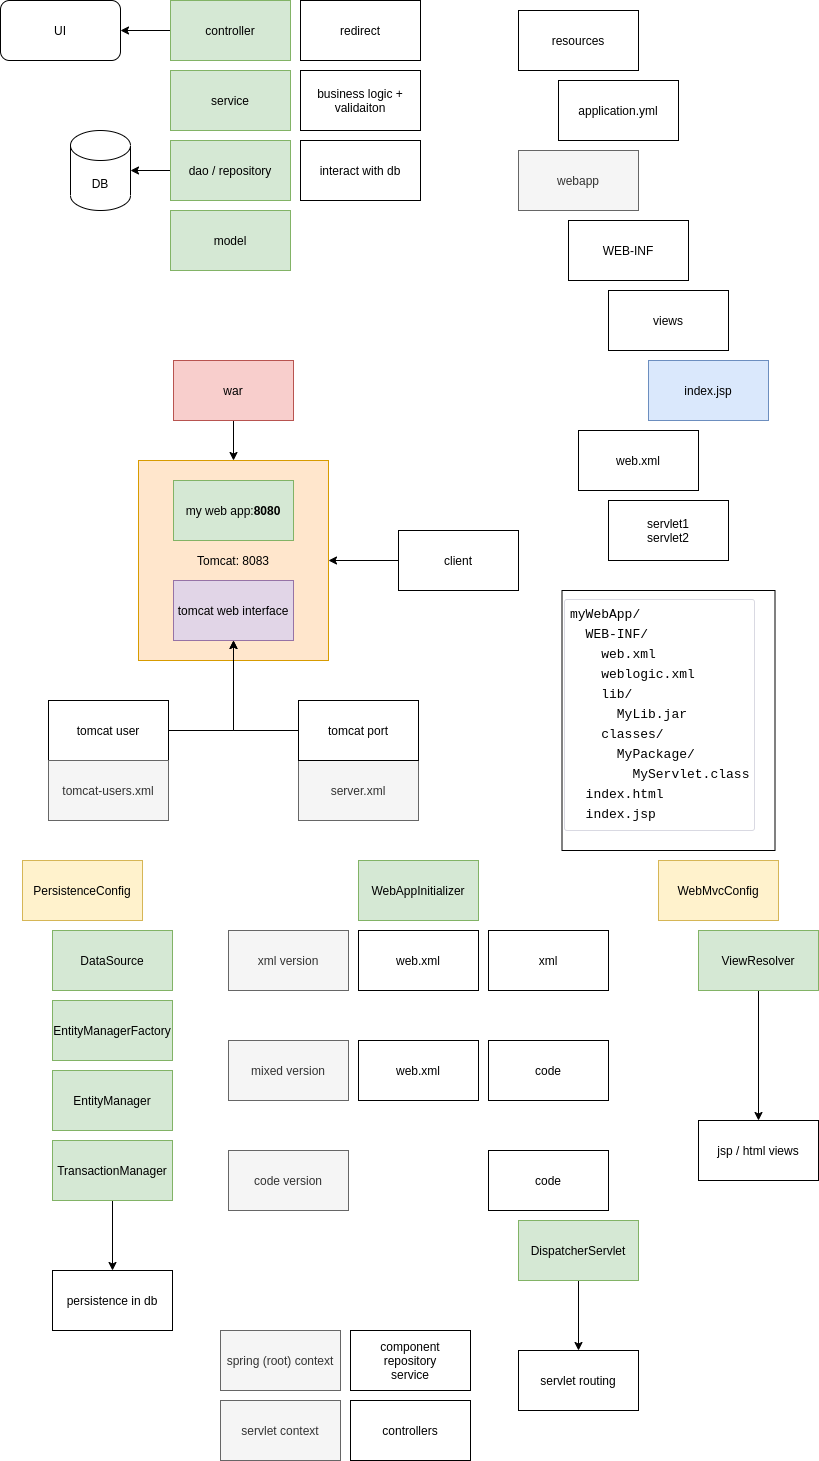 UI
controller
redirect
service
business logic +
validaiton
DB
dao / repository
interact with db
model
resources
application.yml
webapp
WEB-INF
views
index.jsp
web.xml
servlet1
servlet2
war
my web app:8080
Tomcat: 8083
tomcat web interface
client
tomcat user
tomcat port
tomcat-users.xml
server.xml
myWebApp/
WEB-INF/
web.xml
weblogic.xml
lib/
MyLib.jar
classes/
MyPackage/
MyServlet.class
index.html
index.jsp
PersistenceConfig
DataSource
EntityManagerFactory
EntityManager
TransactionManager
persistence in db
WebAppInitializer
xml version
web.xml
xml
mixed version
web.xml
code
code version
code
DispatcherServlet
servlet routing
spring (root) context
component
repository
service
servlet context
controllers
WebMvcConfig
ViewResolver
jsp / html views